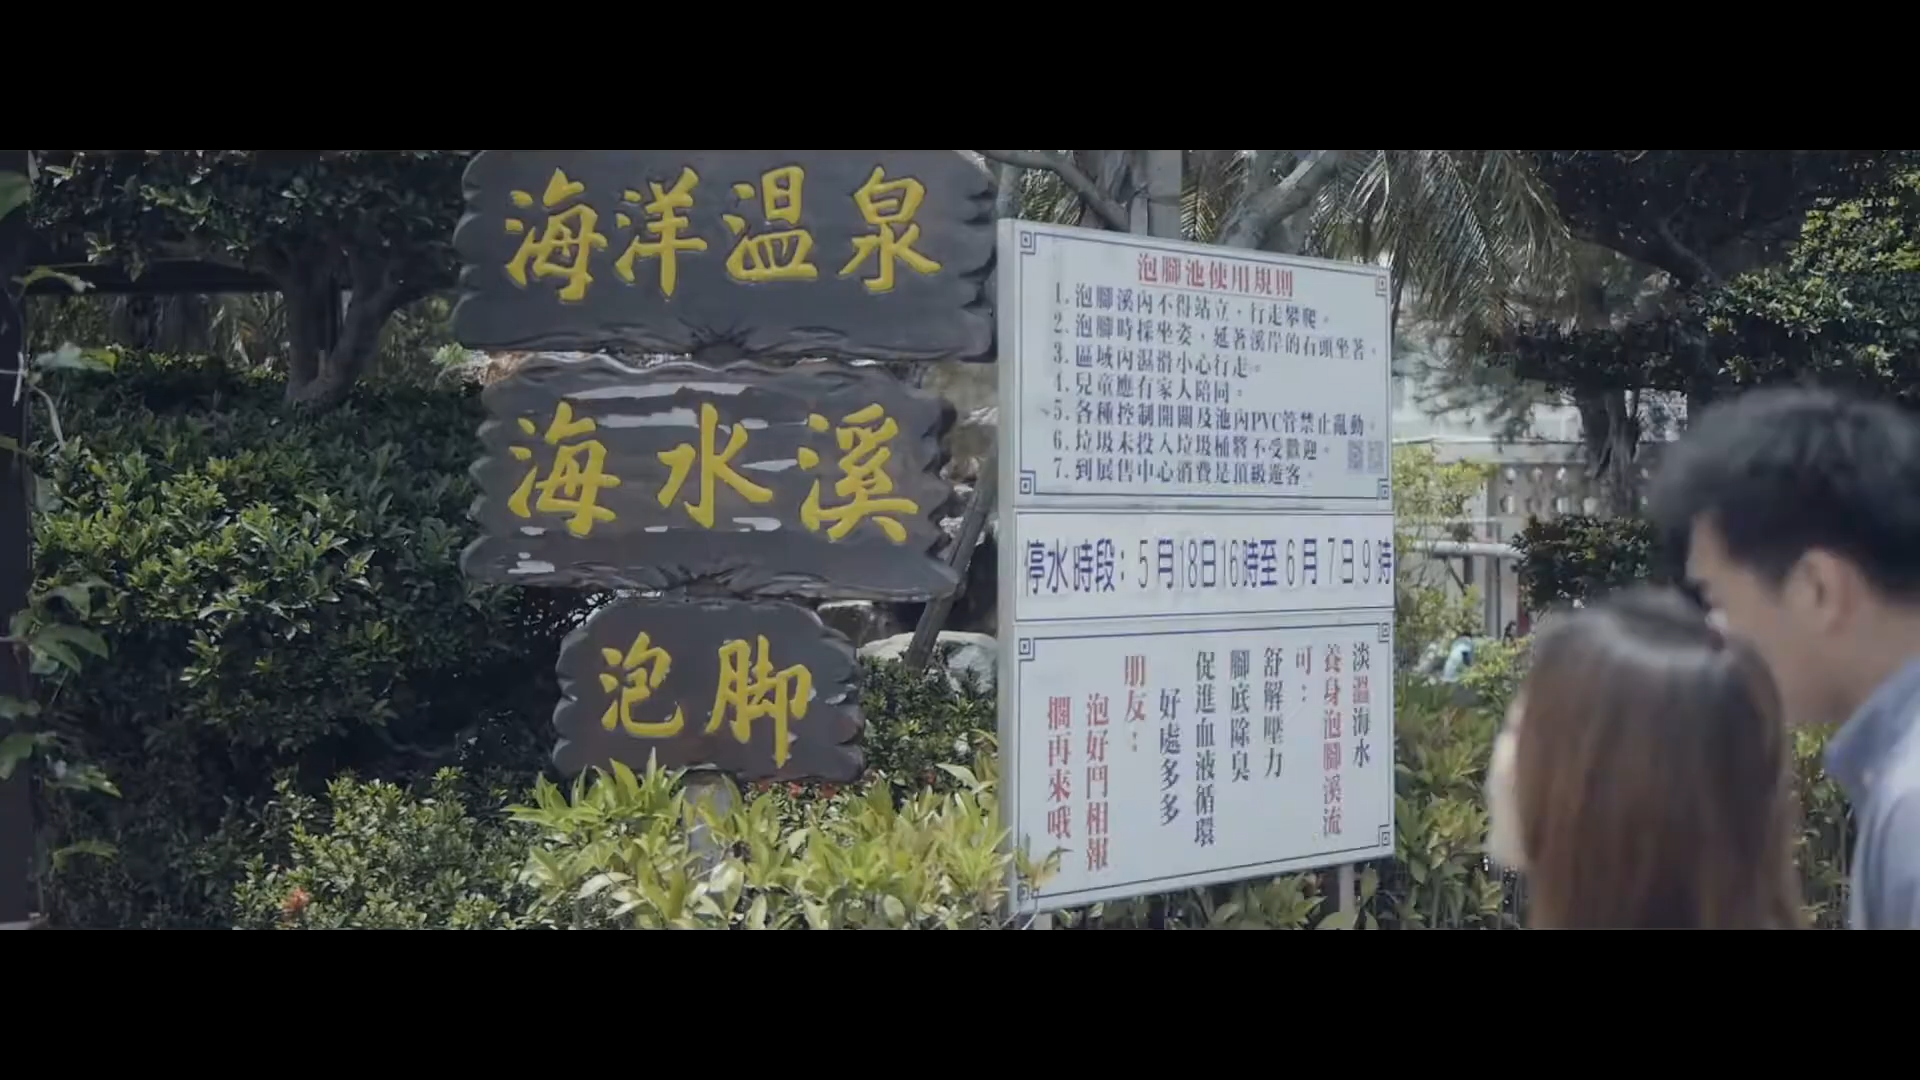 海洋温泉
海水溪
泡脚
泡腳池使用規則
1.泡腳溪內不得站立，行走攀爬。
2.泡腳時採坐姿，延著溪岸的石頭坐著。
3.區域內濕滑小心行走。
4.兒童應有家人陪同。
5.各種控制開關及池內PVC管禁止亂動。
6.垃圾未投入垃圾桶將不受歡迎。
7.到展售中心消費是頂級遊客。
停水時段：5月18日16時至6月7日9時
淡溫海水
養身泡腳溪流
可：
舒解壓力
腳底除臭
促進血液循環
好處多多
朋友：
泡好鬥相報
擱再來哦